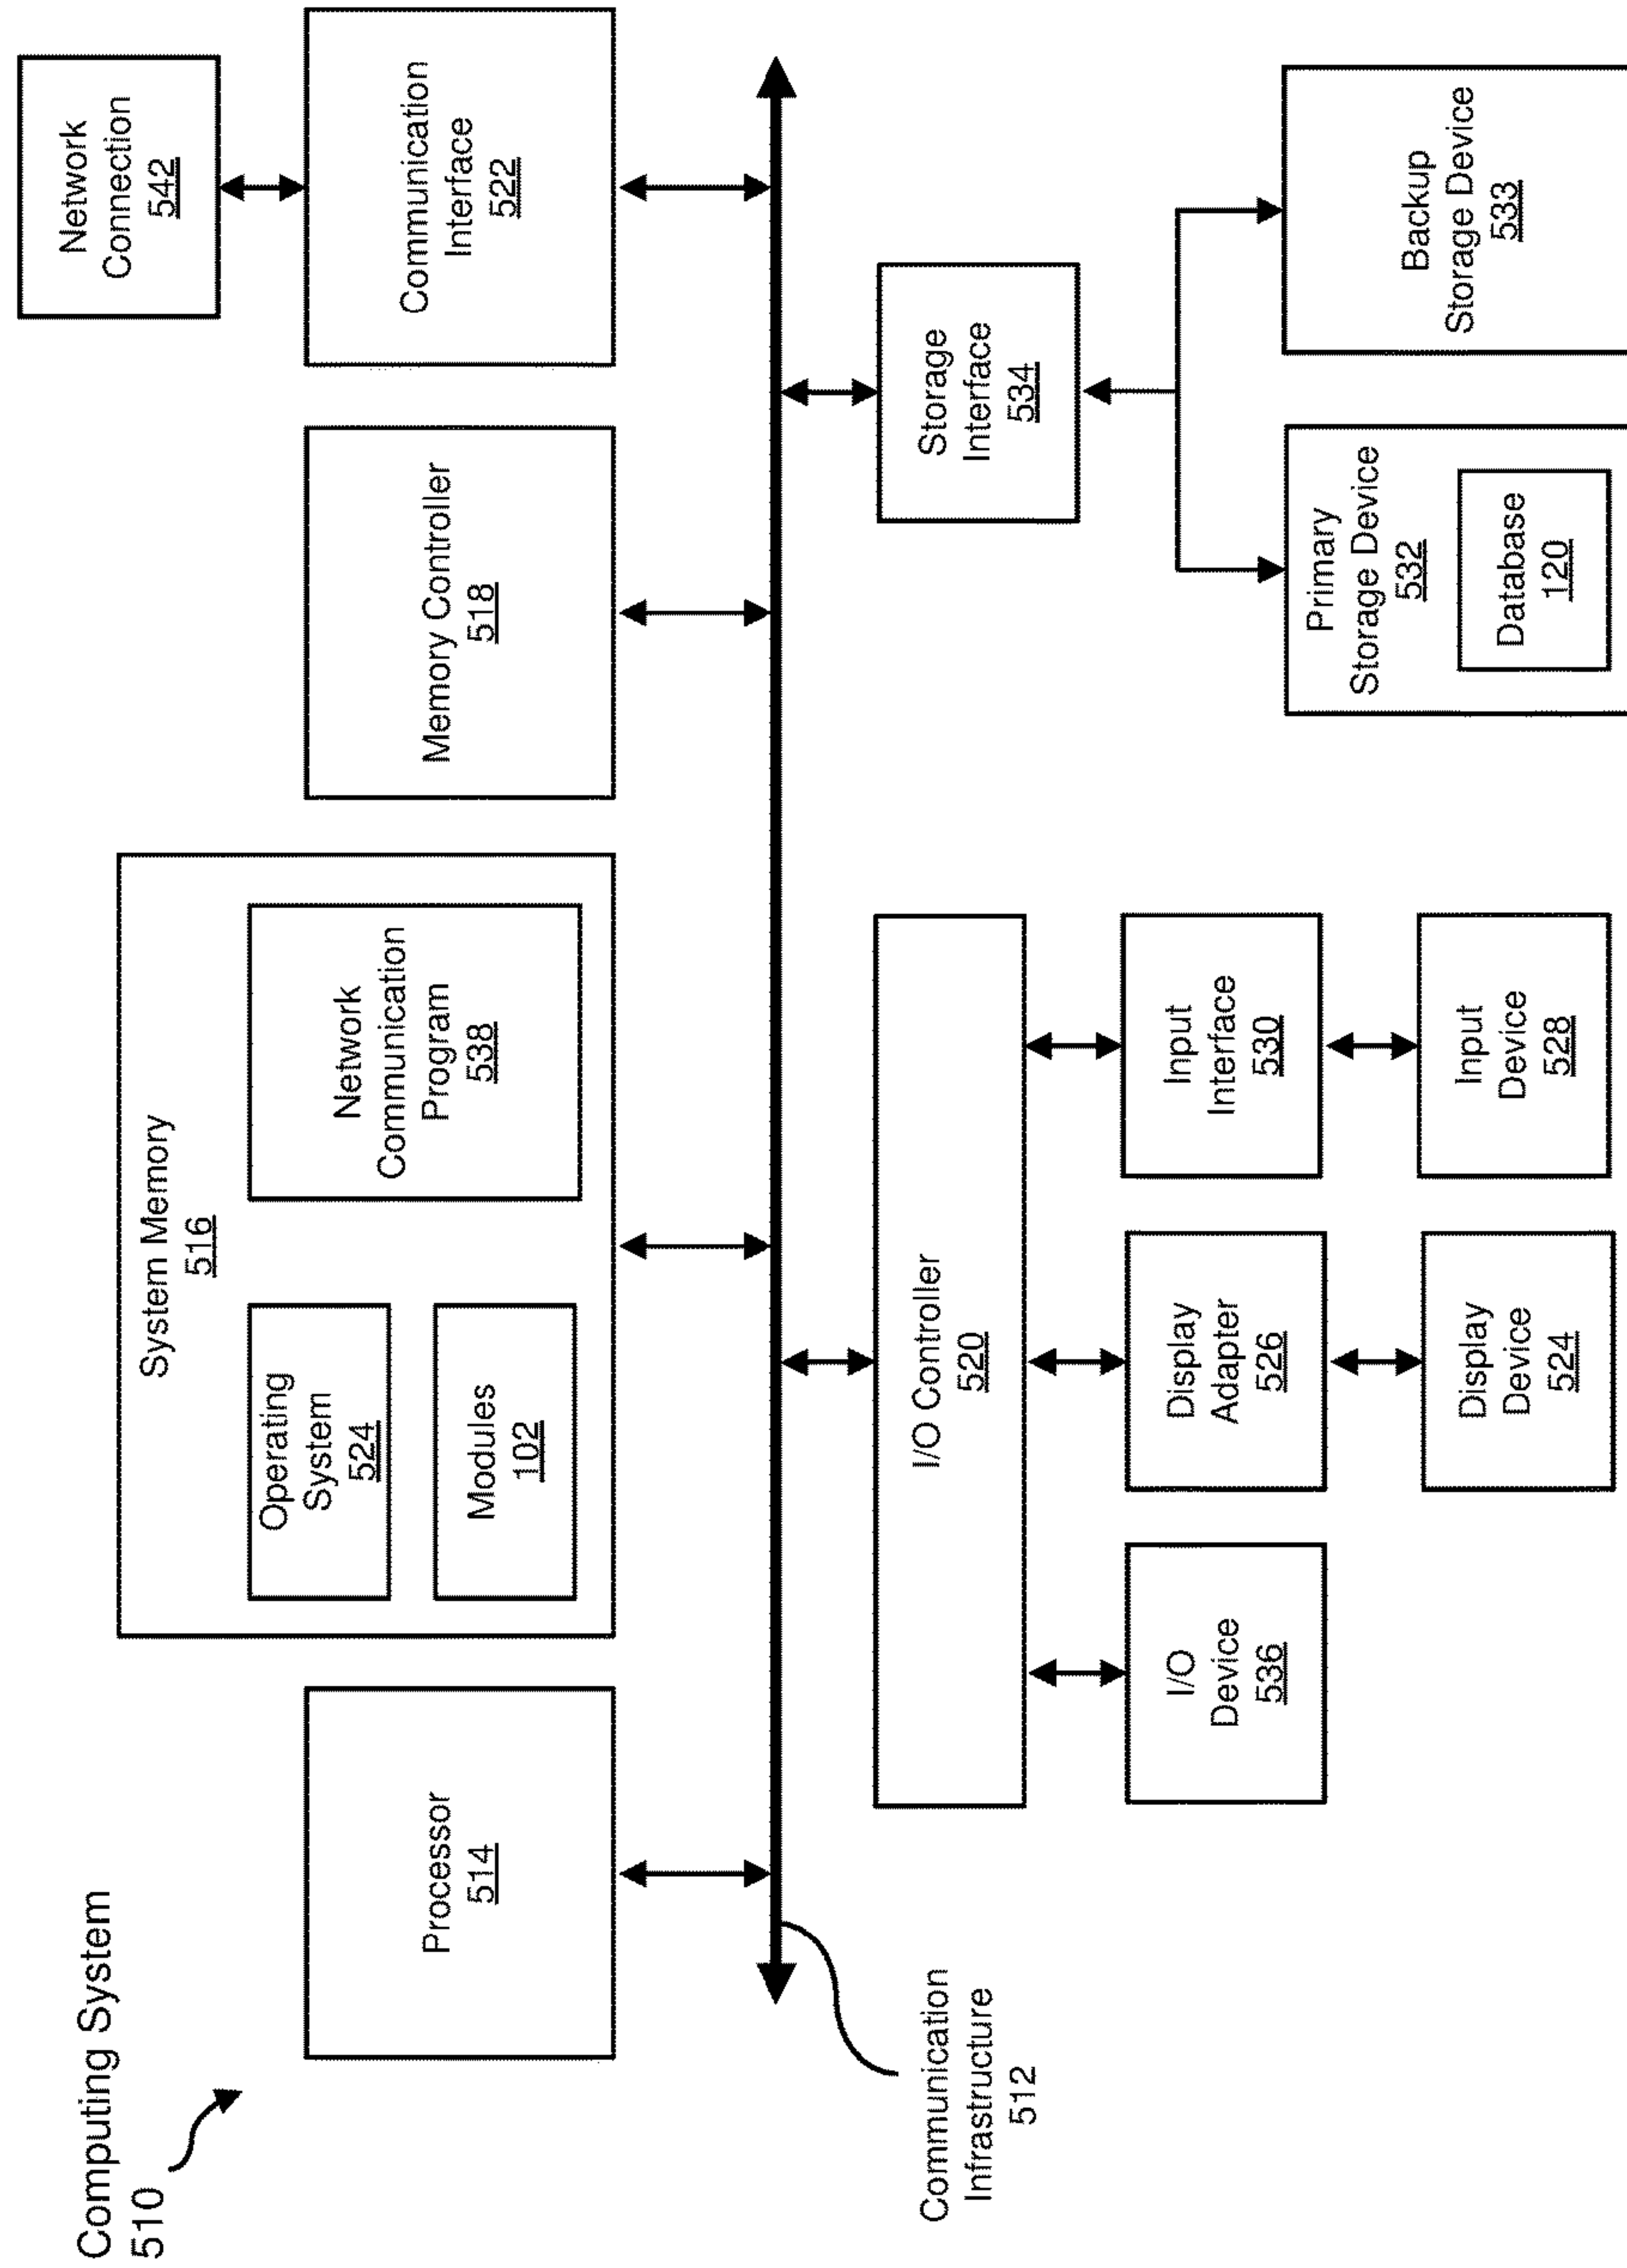 Computing System
510
Processor
514
System Memory
516
Operating
System
524
Modules
102
Network
Communication
Program
538
Memory Controller
518
Communication
Interface
522
Network
Connection
542
Communication
Infrastructure
512
I/O Controller
520
I/O
Device
536
Display
Adapter
526
Display
Device
524
Input
Interface
530
Input
Device
528
Storage
Interface
534
Primary
Storage Device
532
Database
120
Backup
Storage Device
533